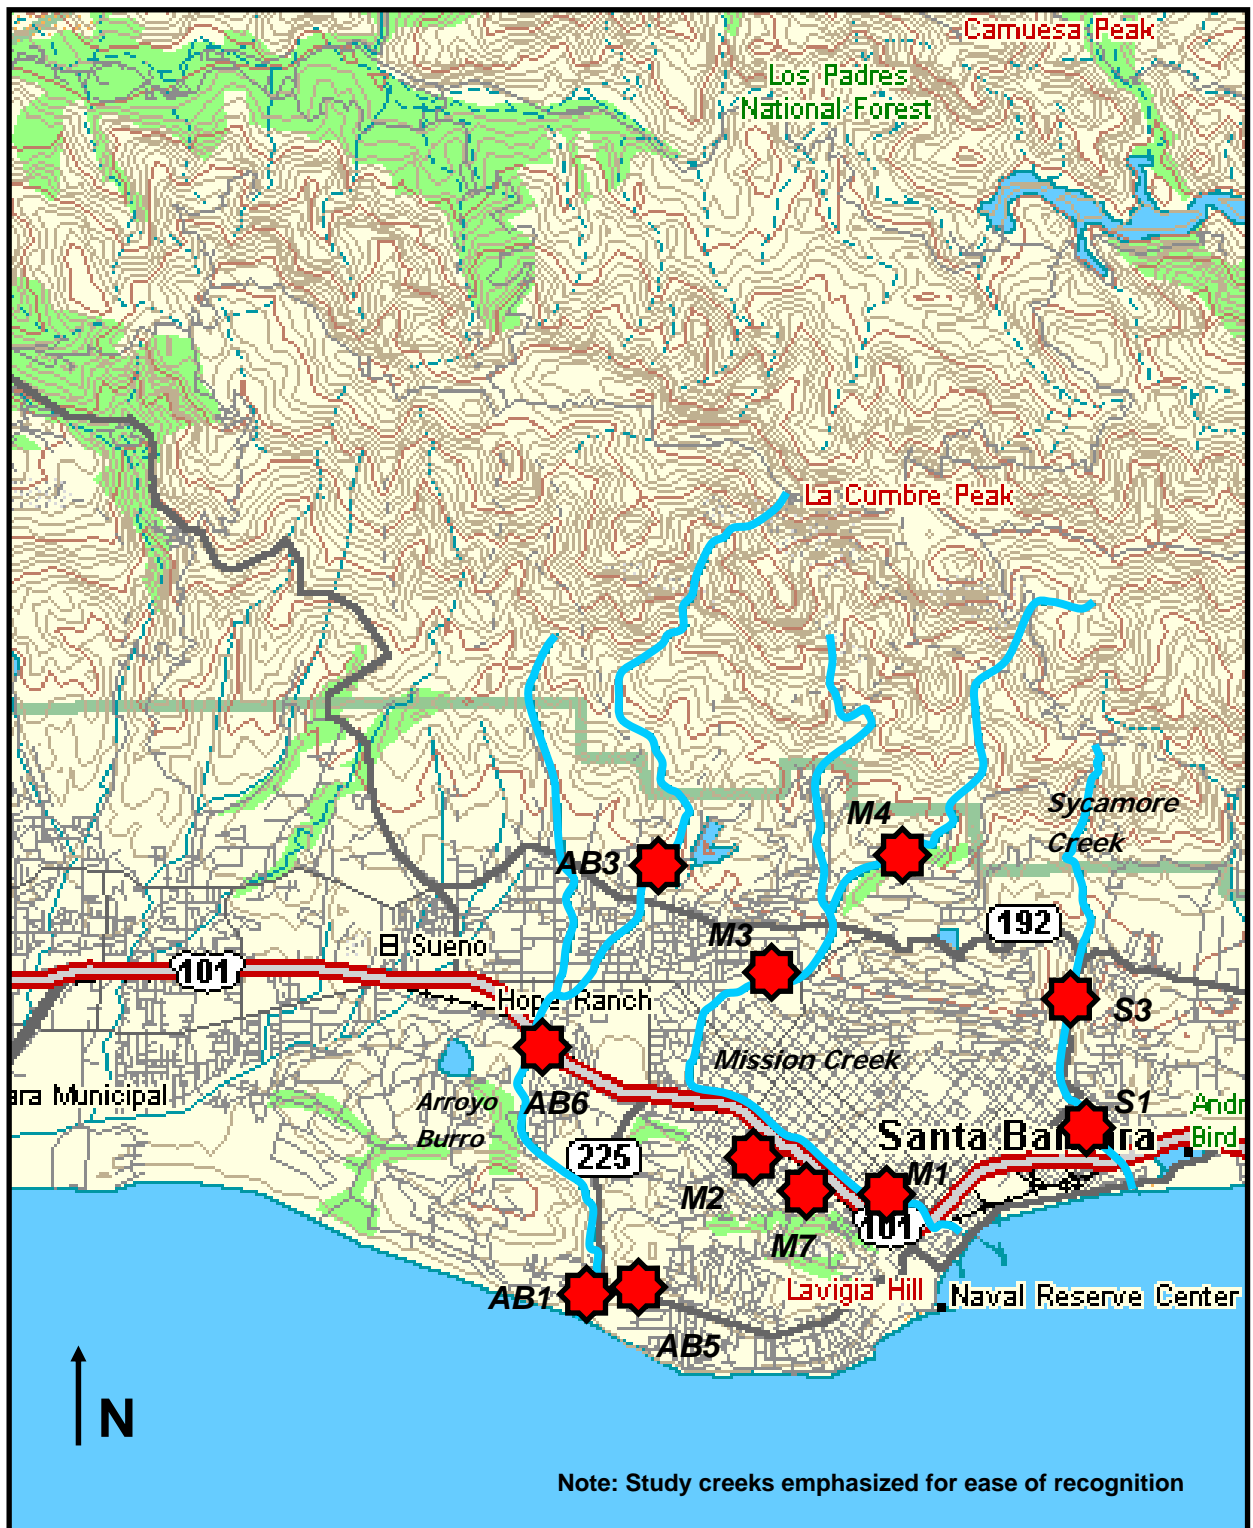 Camuesa Peak
Los Padres
National Forest
La Cumbre Peak
Sycamore
Creek
M4
AB3
192
M3
El Sueno
101
Hope Ranch
S3
Mission Creek
ara Municipal
Arroyo
Burro
AB6
S1
Andr
Bird
Santa Bar ra
225
M1
M2
101
M7
Lavigia Hill
Naval Reserve Center
AB1
AB5
N
Note: Study creeks emphasized for ease of recognition